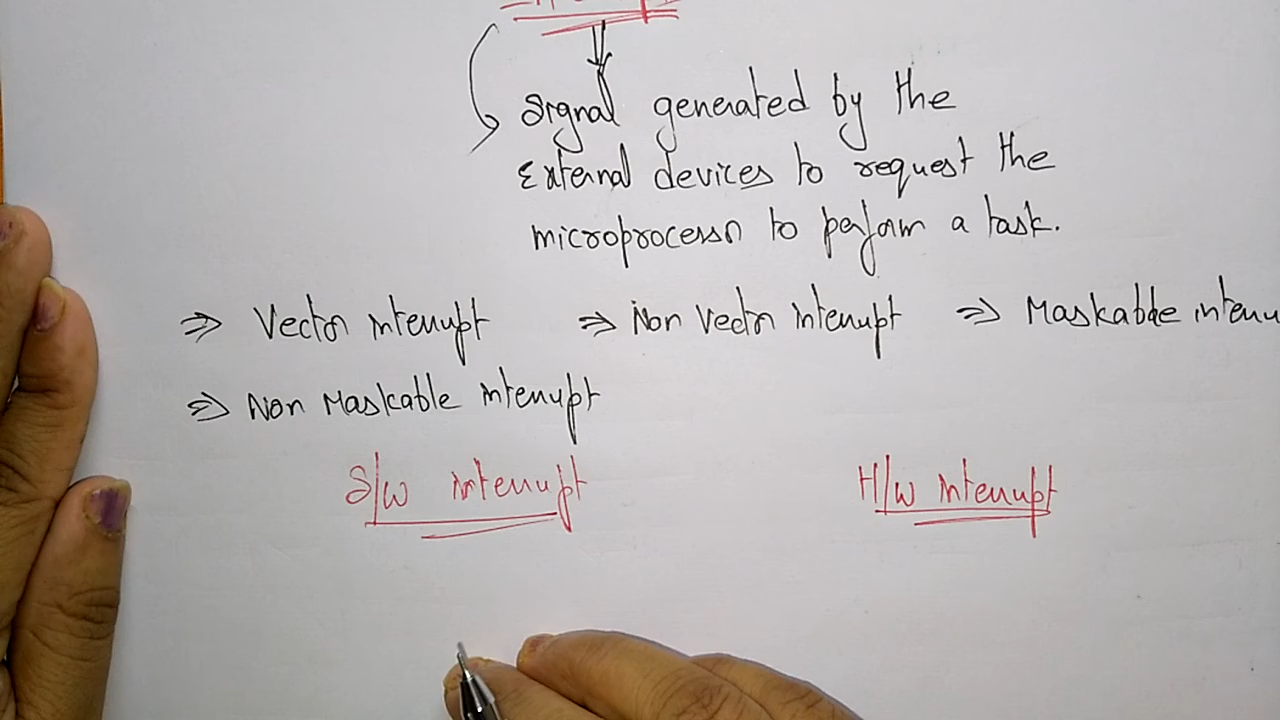 Signal generated by the
External devices to request the
microprocessor to perform a task.
⇒ Vector interrupt ⇒ Non Vector interrupt ⇒ Maskable
⇒ Non Maskable interrupt
S/w interrupt H/w interrupt